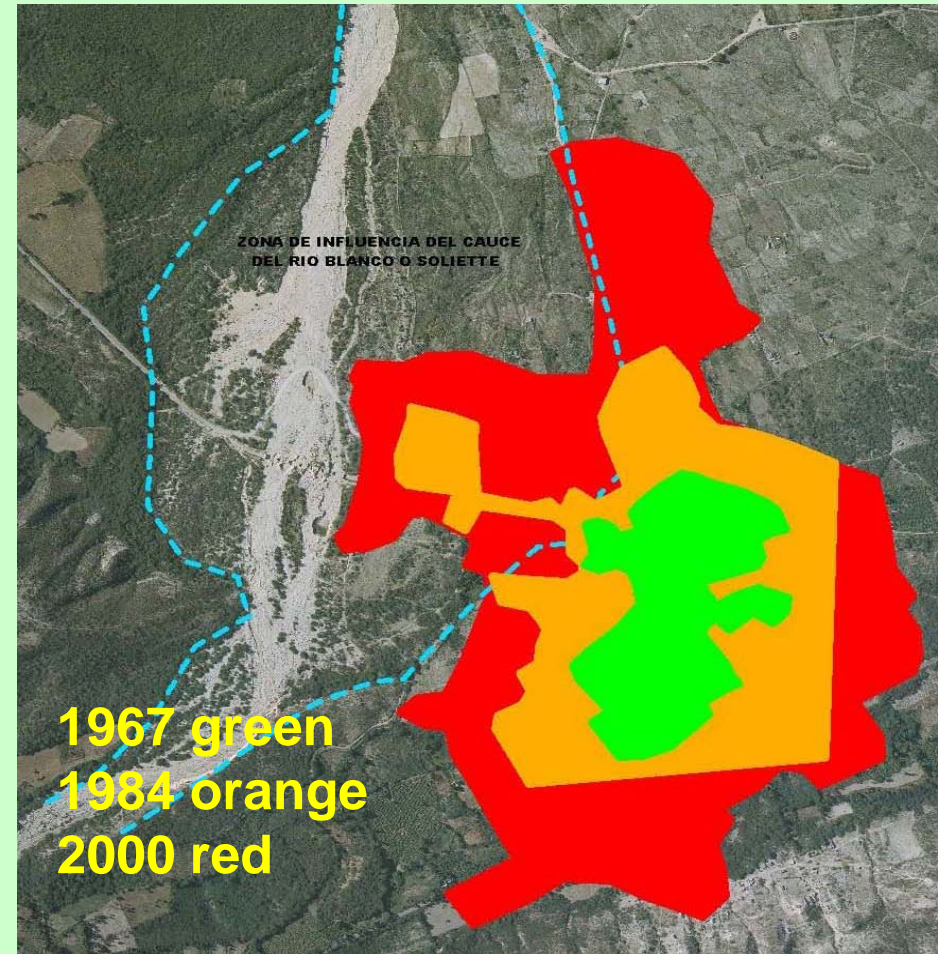 ZONA DE INFLUENCIA DEL CAUCE
DEL RIO BLANCO O SOLIETTE
1967 green
1984 orange
2000 red